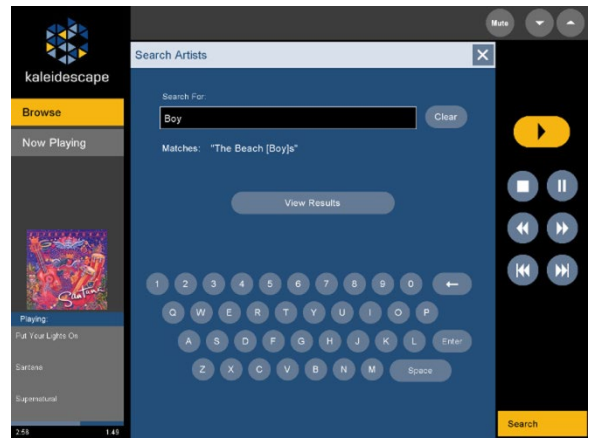 Mute
kaleidescape
Search Artists
Browse
Search For:
Boy
Clear
Now Playing
Matches: "The Beach [Boy]s"
View Results
1 2 3 4 5 6 7 8 9 0
Santana
Q W E R T Y U I O P
Playing:
A S D F G H J K L Enter
Put Your Lights On
Z X C V B N M Space
Santana
Supernatural
2:58 1:49
Search